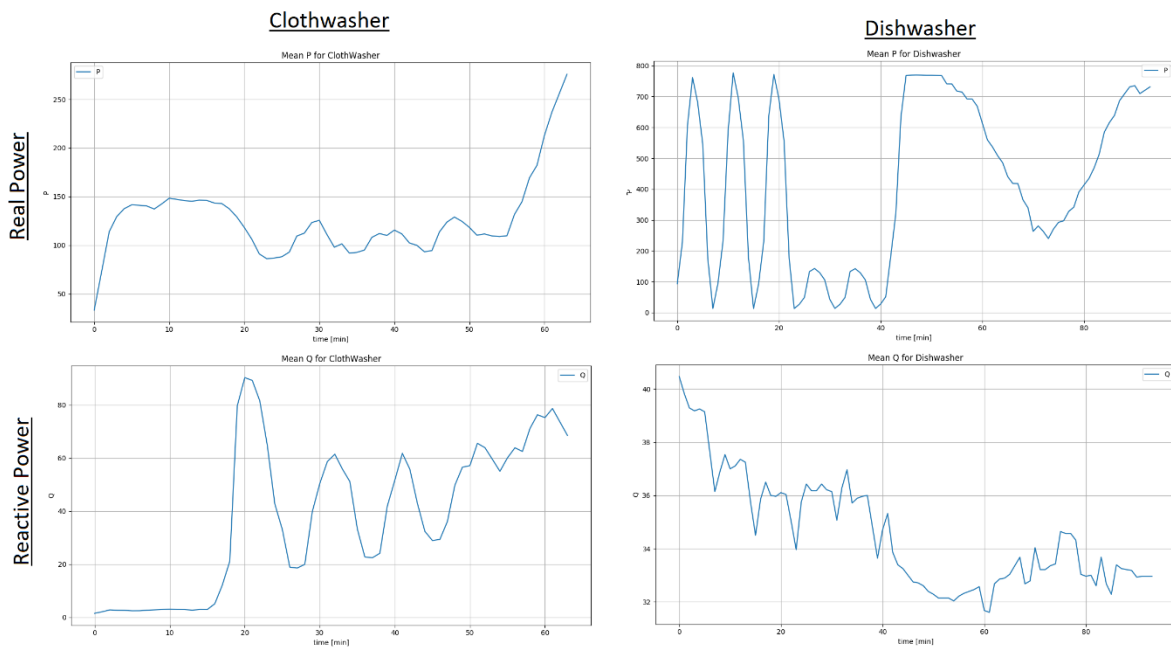 Clothwasher
Dishwasher
Real Power
Reactive Power
Mean P for ClothWasher
P
250
200
150
100
50
P
0
10
20
30
40
50
60
time [min]
Mean P for Dishwasher
P
800
700
600
500
400
300
200
100
0
P
0
20
40
60
80
time [min]
Mean Q for ClothWasher
Q
80
60
40
20
0
Q
0
10
20
30
40
50
60
time [min]
Mean Q for Dishwasher
Q
40
38
36
34
32
Q
0
20
40
60
80
time [min]